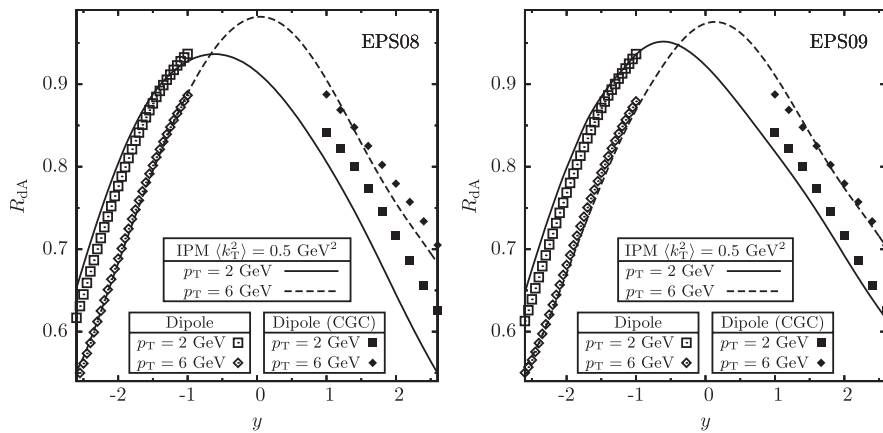 EPS08
R_dA
0.9
0.8
0.7
0.6
IPM ⟨k_T^2⟩ = 0.5 GeV^2
p_T = 2 GeV
p_T = 6 GeV
Dipole
p_T = 2 GeV
p_T = 6 GeV
Dipole (CGC)
p_T = 2 GeV
p_T = 6 GeV
-2 -1 0 1 2
y
EPS09
R_dA
0.9
0.8
0.7
0.6
IPM ⟨k_T^2⟩ = 0.5 GeV^2
p_T = 2 GeV
p_T = 6 GeV
Dipole
p_T = 2 GeV
p_T = 6 GeV
Dipole (CGC)
p_T = 2 GeV
p_T = 6 GeV
-2 -1 0 1 2
y